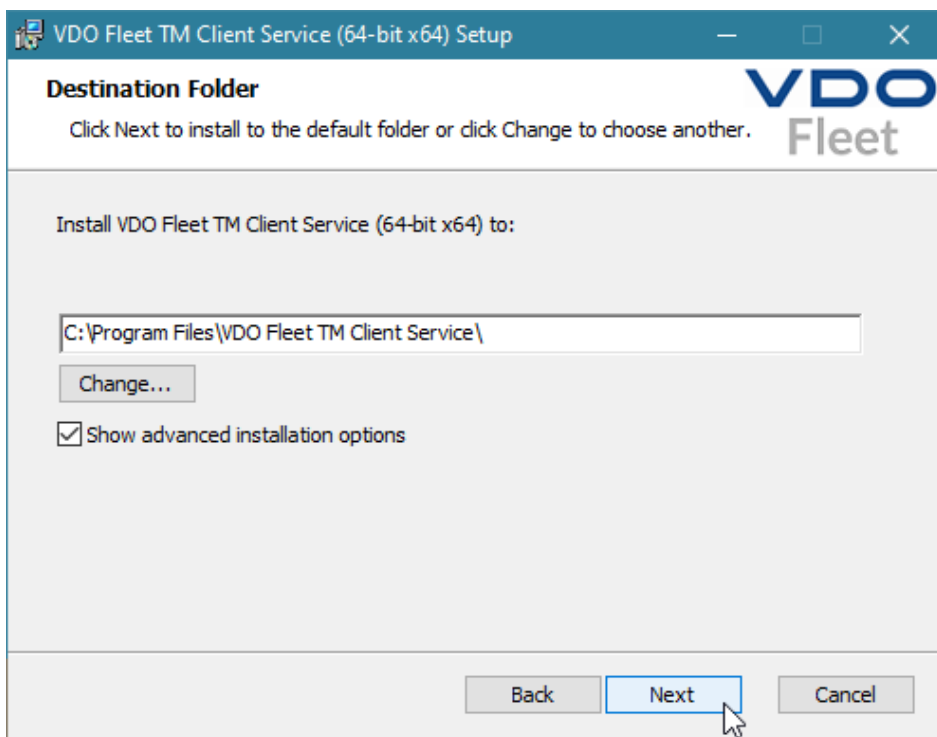 VDO Fleet TM Client Service (64-bit x64) Setup
Destination Folder
Click Next to install to the default folder or click Change to choose another.
VDO
Fleet
Install VDO Fleet TM Client Service (64-bit x64) to:
C:\Program Files\VDO Fleet TM Client Service\
Change...
Show advanced installation options
Back Next Cancel